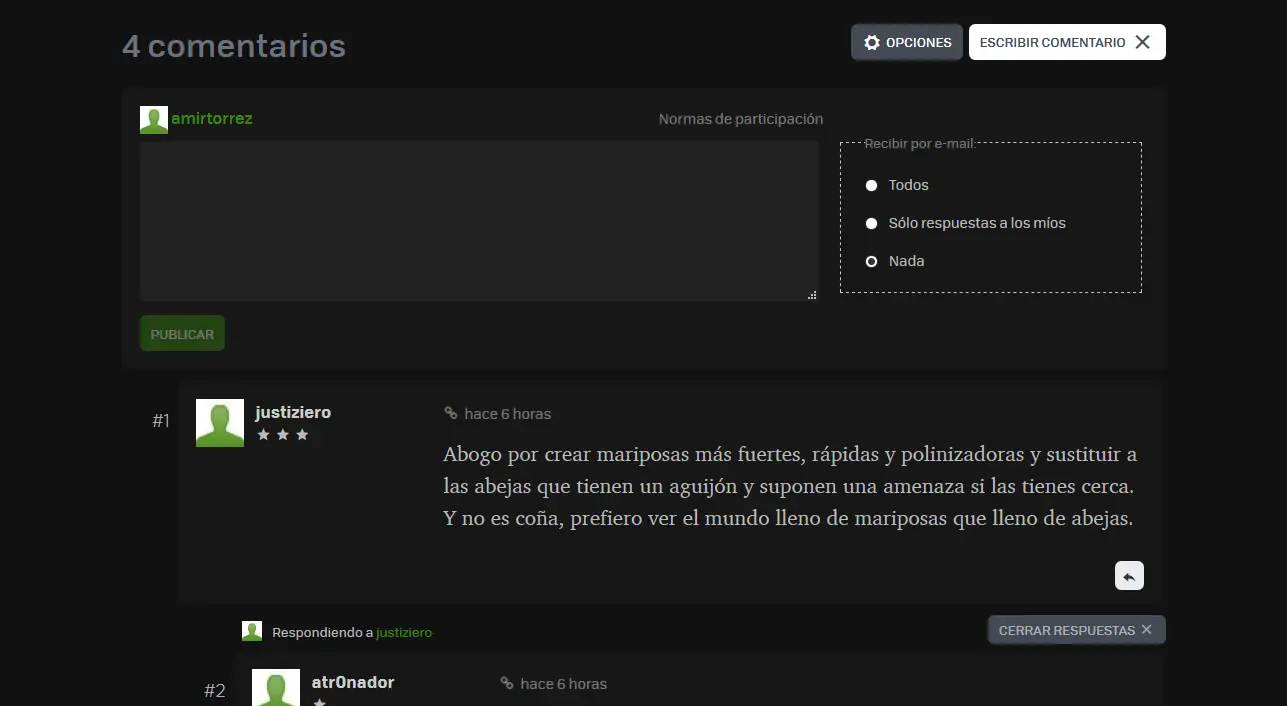 4 comentarios
OPCIONES
ESCRIBIR COMENTARIO
amirtorrez
Normas de participación
Recibir por e-mail:
Todos
Sólo respuestas a los míos
Nada
PUBLICAR
#1
justiziero
hace 6 horas
Abogo por crear mariposas más fuertes, rápidas y polinizadoras y sustituir a
las abejas que tienen un aguijón y suponen una amenaza si las tienes cerca.
Y no es coña, prefiero ver el mundo lleno de mariposas que lleno de abejas.
Respondiendo a justiziero
CERRAR RESPUESTAS
#2
atr0nador
hace 6 horas